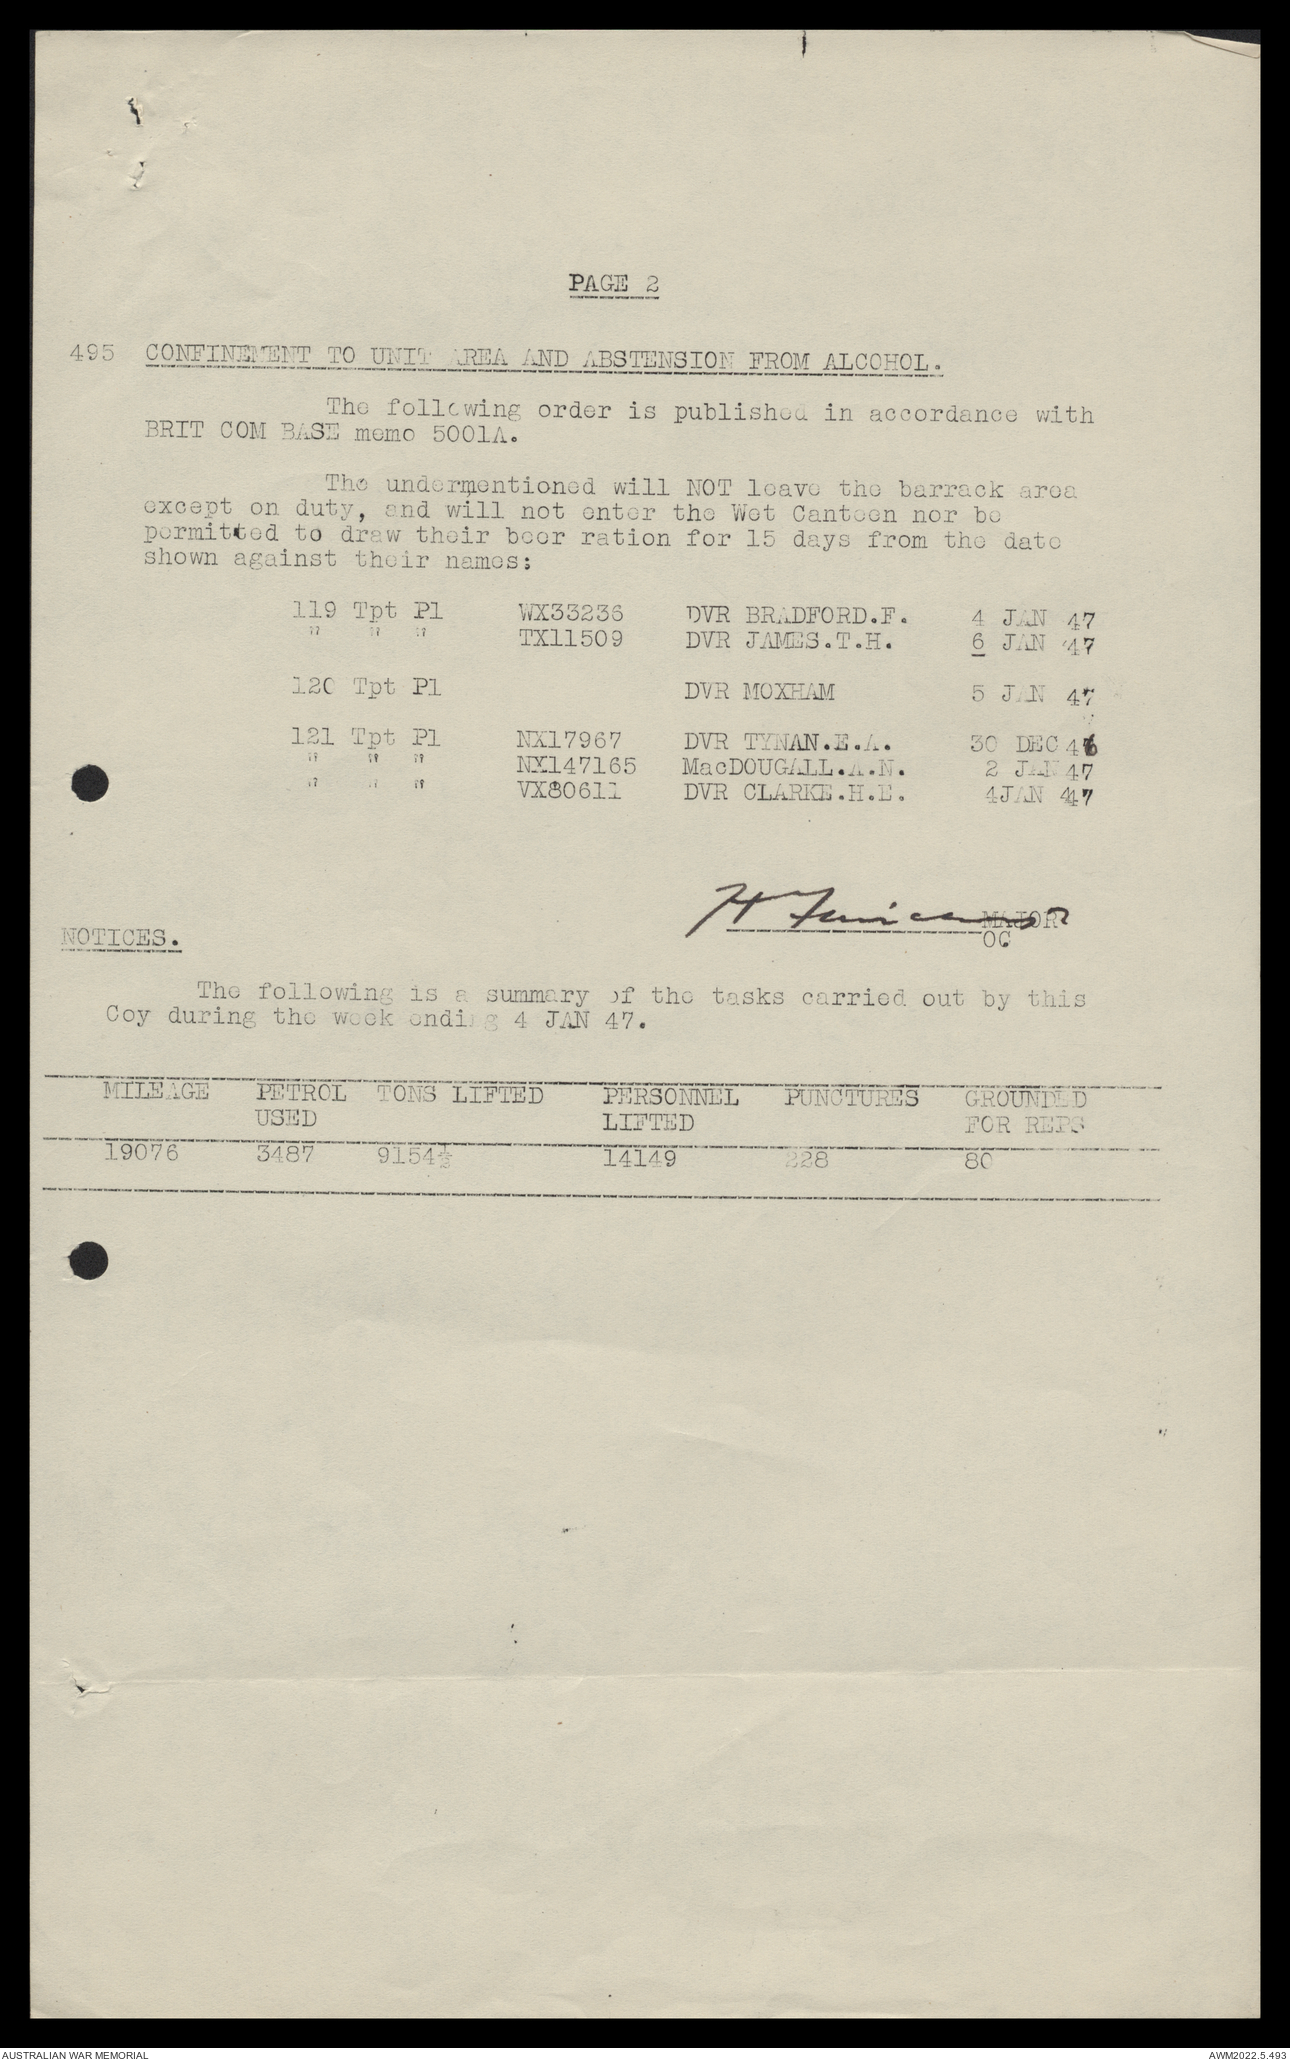 PAGE 2
495 CONFINEMENT TO UNIT AREA AND ABSTENSION FROM ALCOHOL.
The following order is published in accordance with
BRIT COM BASE memo 5001A.
The undermentioned will NOT leave the barrack area
except on duty, and will not enter the Wet Canteen nor be
permitted to draw their beer ration for 15 days from the date
shown against their names:
119 Tpt Pl WX33236 DVR BRADFORD.F. 4 JAN 47
" " " TX11509 DVR JAMES.T.H. 6 JAN 47
120 Tpt Pl DVR MOXHAM 5 JAN 47
121 Tpt Pl NX17967 DVR TYNAN.E.A. 30 DEC 46
" " " NX147165 MacDOUGALL.A.N. 2 JAN 47
" " " VX80611 DVR CLARKE.H.E. 4JAN 47
MAJOR
OC
NOTICES.
The following is a summary of the tasks carried out by this
Coy during the week ending 4 JAN 47.
MILEAGE PETROL TONS LIFTED PERSONNEL PUNCTURES GROUNDED
USED LIFTED FOR REPS
19076 3487 9154½ 14149 228 80
AUSTRALIAN WAR MEMORIAL AWM2022.5.493